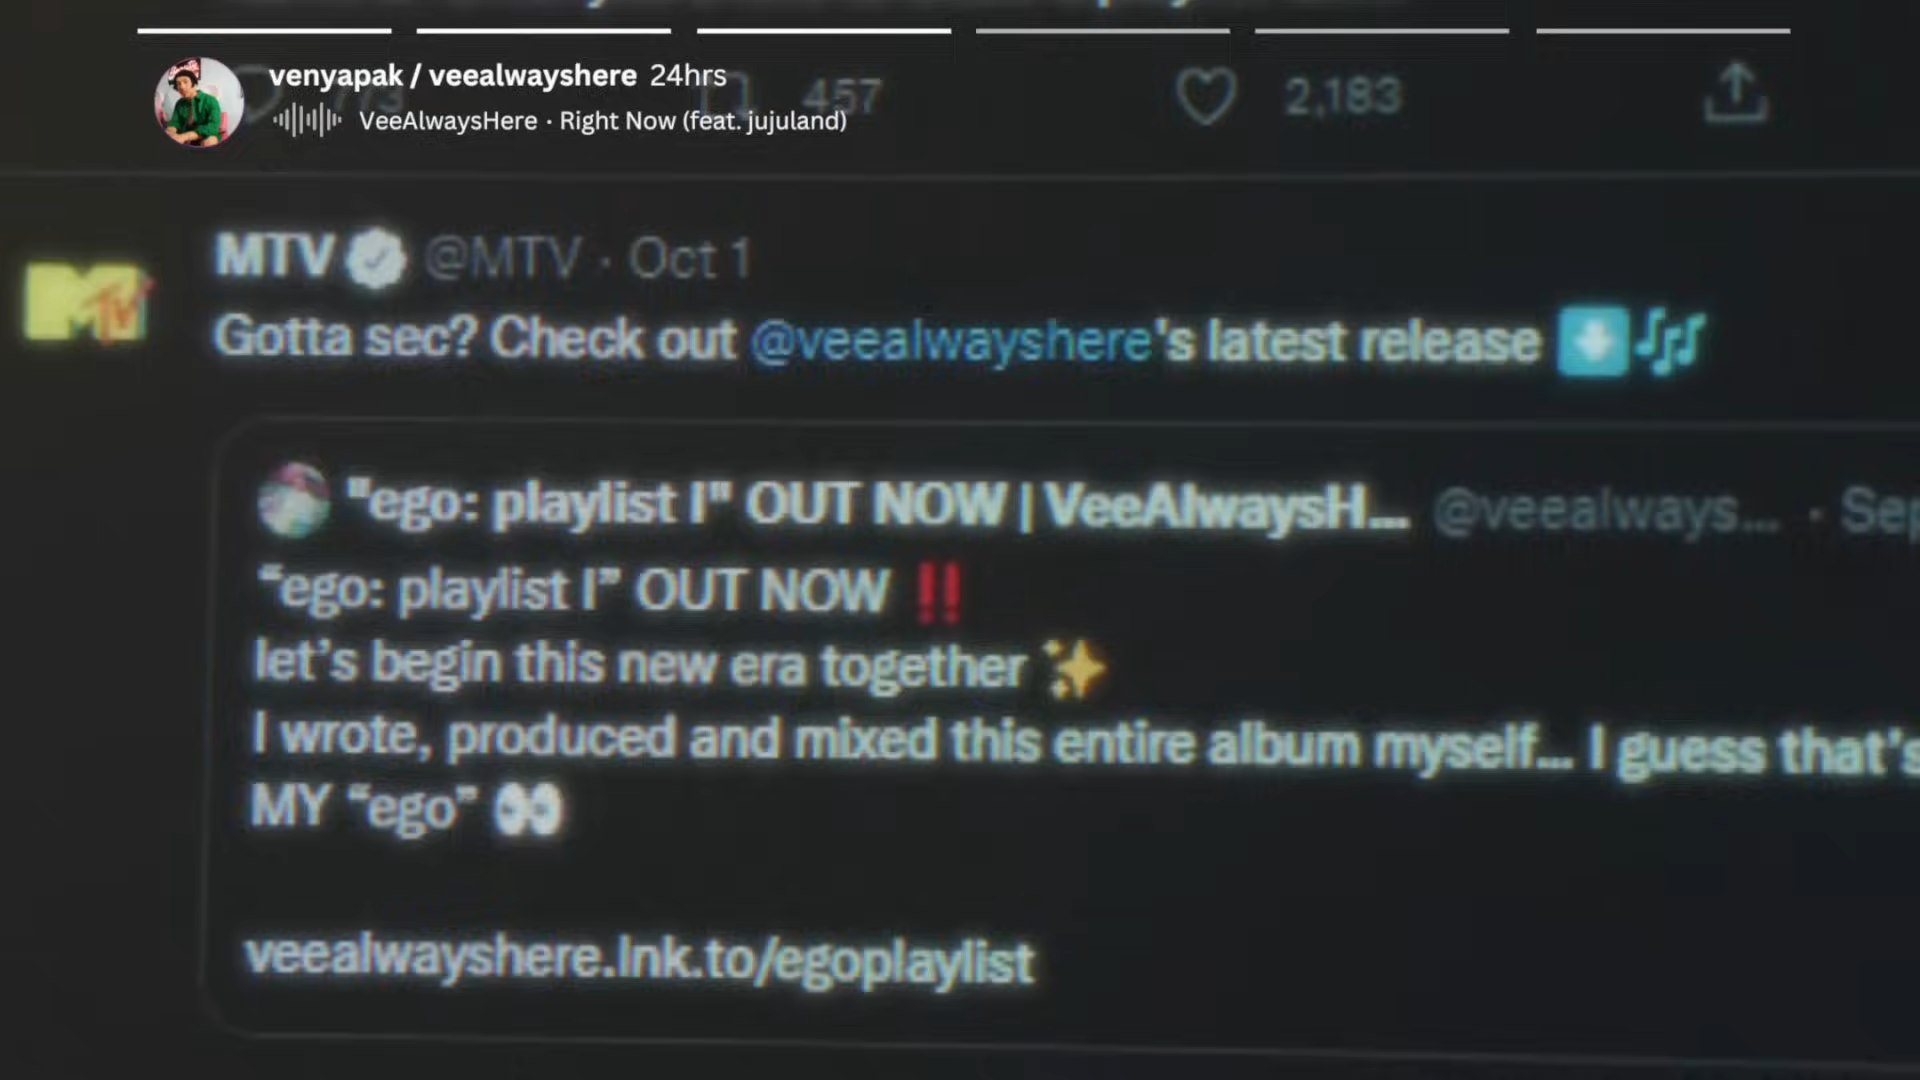 venyapak / veealwayshere 24hrs
VeeAlwaysHere · Right Now (feat. jujuland)
457 2,183
MTV @MTV · Oct 1
Gotta sec? Check out @veealwayshere's latest release ⬇️🎶
"ego: playlist I" OUT NOW | VeeAlwaysH... @veealways... · Sep
“ego: playlist I” OUT NOW ‼️
let’s begin this new era together ✨
I wrote, produced and mixed this entire album myself... I guess that’s
MY “ego” 👀
veealwayshere.lnk.to/egoplaylist